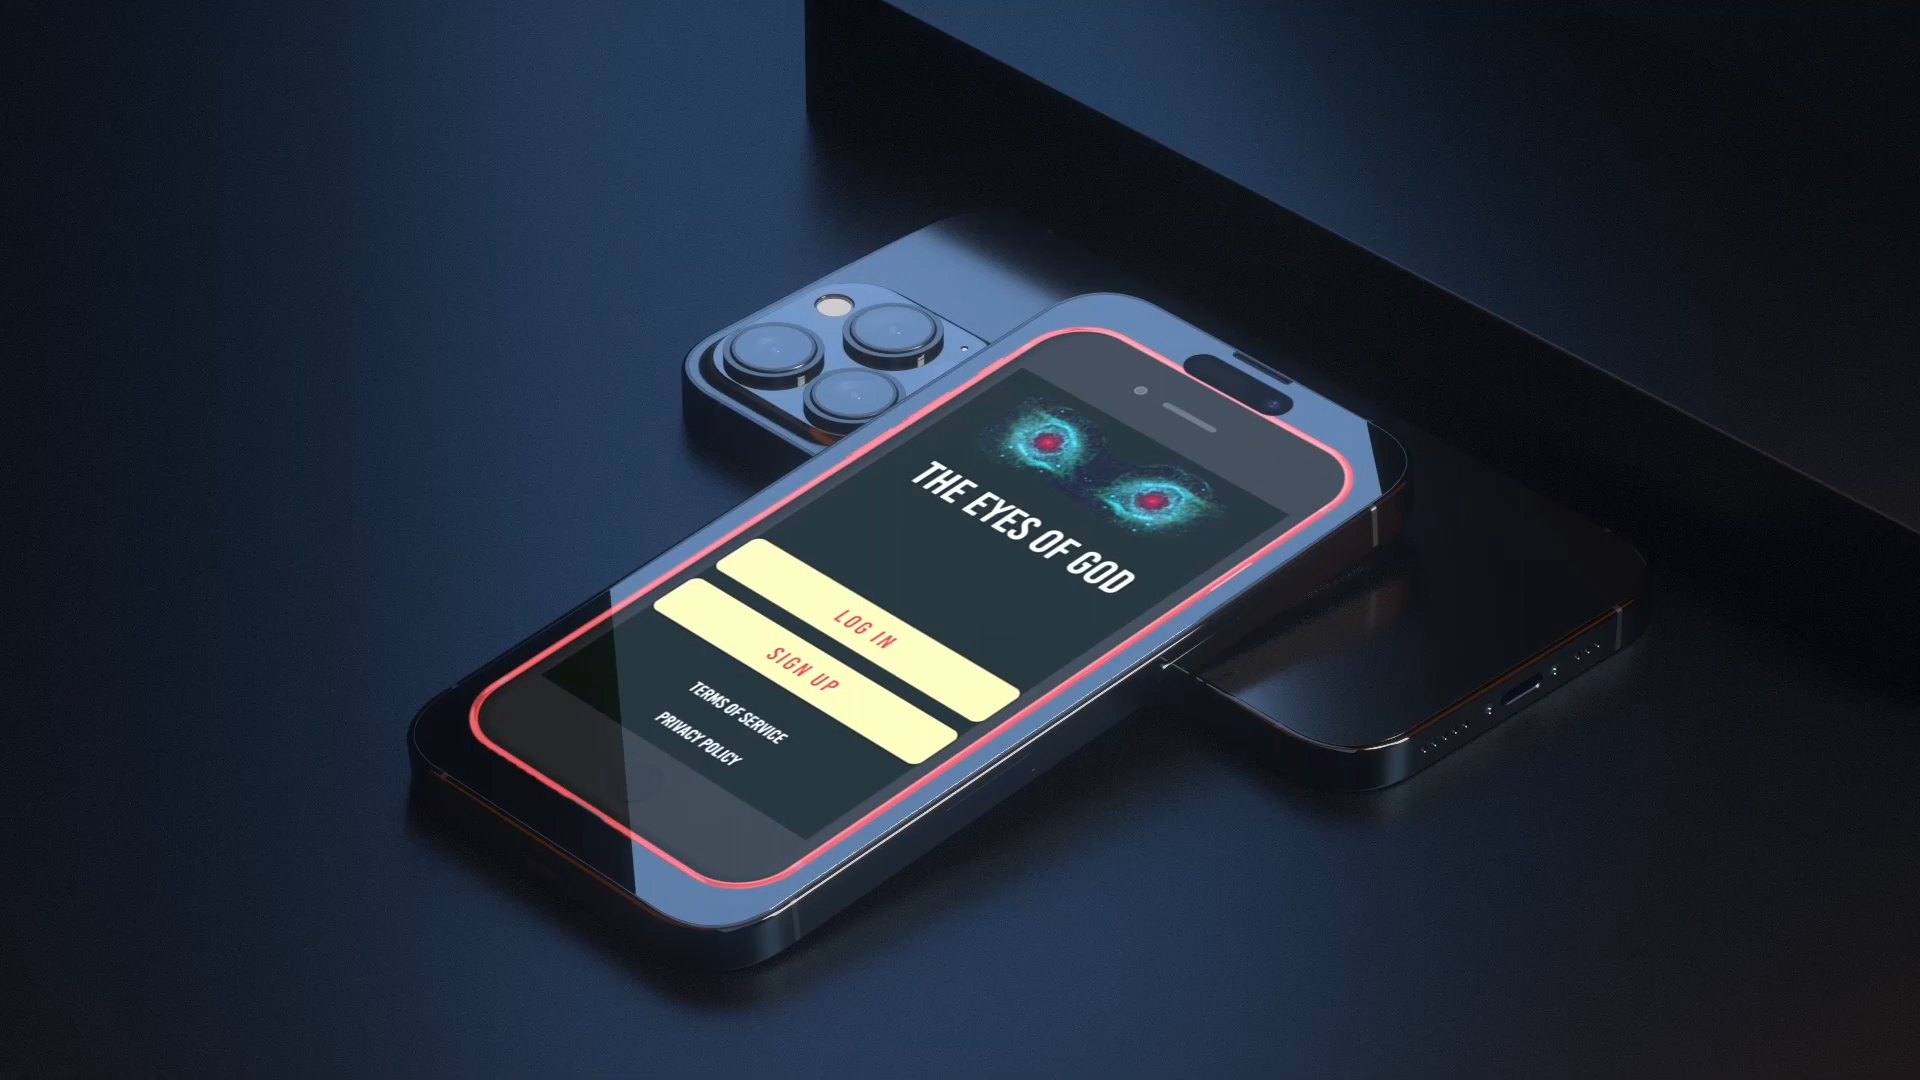 THE EYES OF GOD
LOG IN
SIGN UP
TERMS OF SERVICE
PRIVACY POLICY